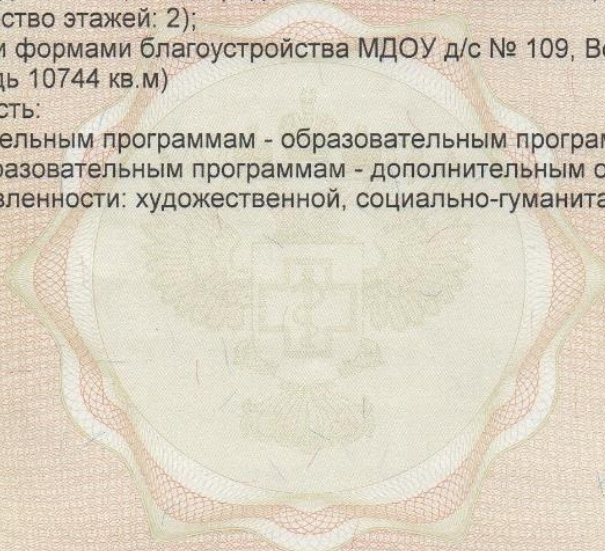 ство этажей: 2);
и формами благоустройства МДОУ д/с № 109, Во
дь 10744 кв.м)
сть:
ельным программам - образовательным програм
разовательным программам - дополнительным о
вленности: художественной, социально-гуманита